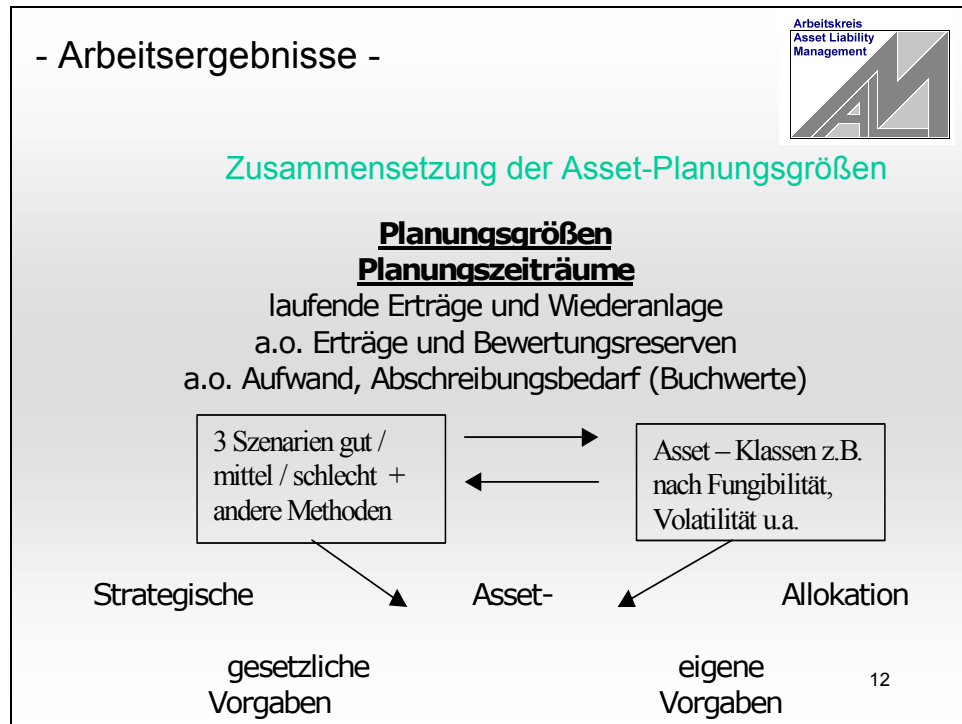 - Arbeitsergebnisse -
Arbeitskreis
Asset Liability
Management
ALM
Zusammensetzung der Asset-Planungsgrößen
Planungsgrößen
Planungszeiträume
laufende Erträge und Wiederanlage
a.o. Erträge und Bewertungsreserven
a.o. Aufwand, Abschreibungsbedarf (Buchwerte)
3 Szenarien gut /
mittel / schlecht +
andere Methoden
Asset – Klassen z.B.
nach Fungibilität,
Volatilität u.a.
Strategische Asset- Allokation
gesetzliche
Vorgaben
eigene
Vorgaben
12